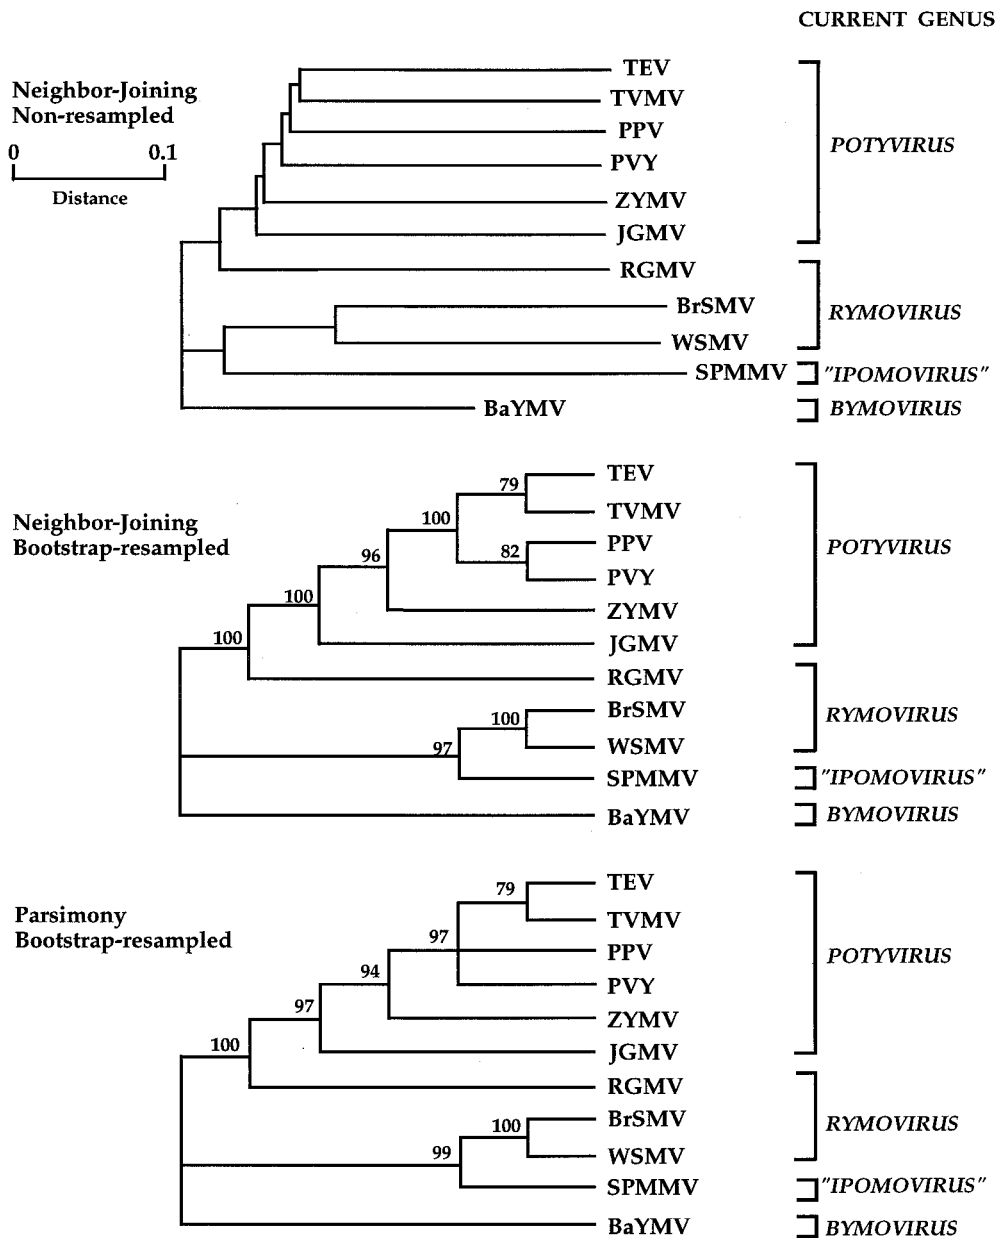 CURRENT GENUS
Neighbor-Joining
Non-resampled
0 0.1
Distance
TEV
TVMV
PPV
PVY
ZYMV
JGMV
RGMV
BrSMV
WSMV
SPMMV
BaYMV
POTYVIRUS
RYMOVIRUS
"IPOMOVIRUS"
BYMOVIRUS
Neighbor-Joining
Bootstrap-resampled
79
100
82
96
100
100
100
97
TEV
TVMV
PPV
PVY
ZYMV
JGMV
RGMV
BrSMV
WSMV
SPMMV
BaYMV
POTYVIRUS
RYMOVIRUS
"IPOMOVIRUS"
BYMOVIRUS
Parsimony
Bootstrap-resampled
79
97
94
97
100
100
99
TEV
TVMV
PPV
PVY
ZYMV
JGMV
RGMV
BrSMV
WSMV
SPMMV
BaYMV
POTYVIRUS
RYMOVIRUS
"IPOMOVIRUS"
BYMOVIRUS